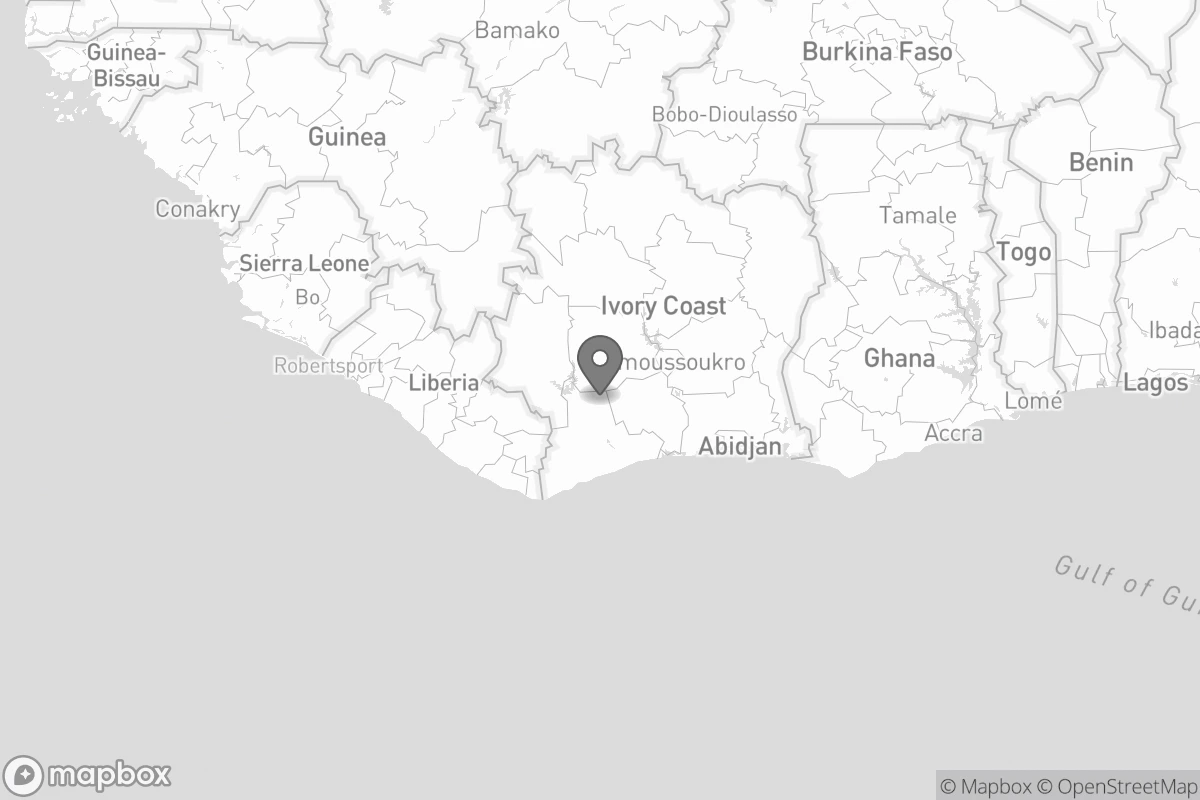 Bamako
Guinea-
Bissau
Burkina Faso
Bobo-Dioulasso
Guinea
Benin
Conakry
Tamale
Sierra Leone
Togo
Bo
Ivory Coast
Ibada
Robertsport
moussoukro
Ghana
Liberia
Lagos
Lomé
Abidjan
Accra
Gulf of Gui
mapbox
© Mapbox © OpenStreetMap